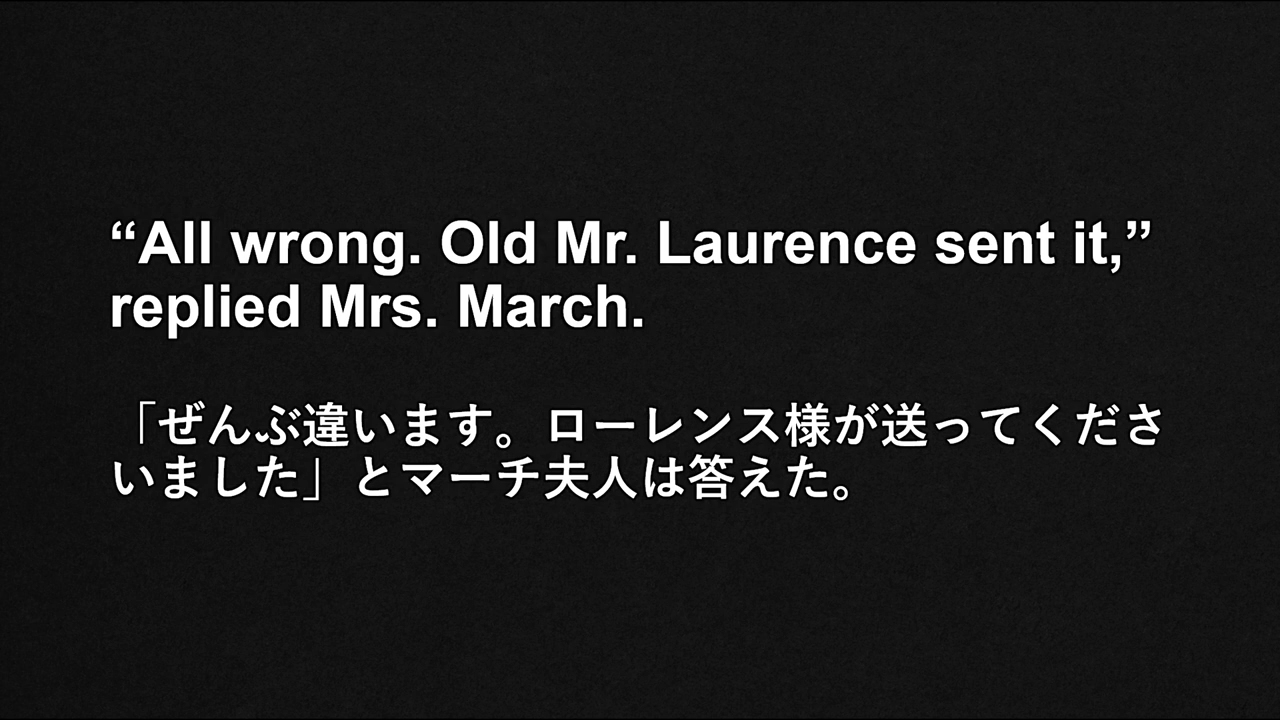 “All wrong. Old Mr. Laurence sent it,”
replied Mrs. March.
「ぜんぶ違います。ローレンス様が送ってくださ
いました」とマーチ夫人は答えた。